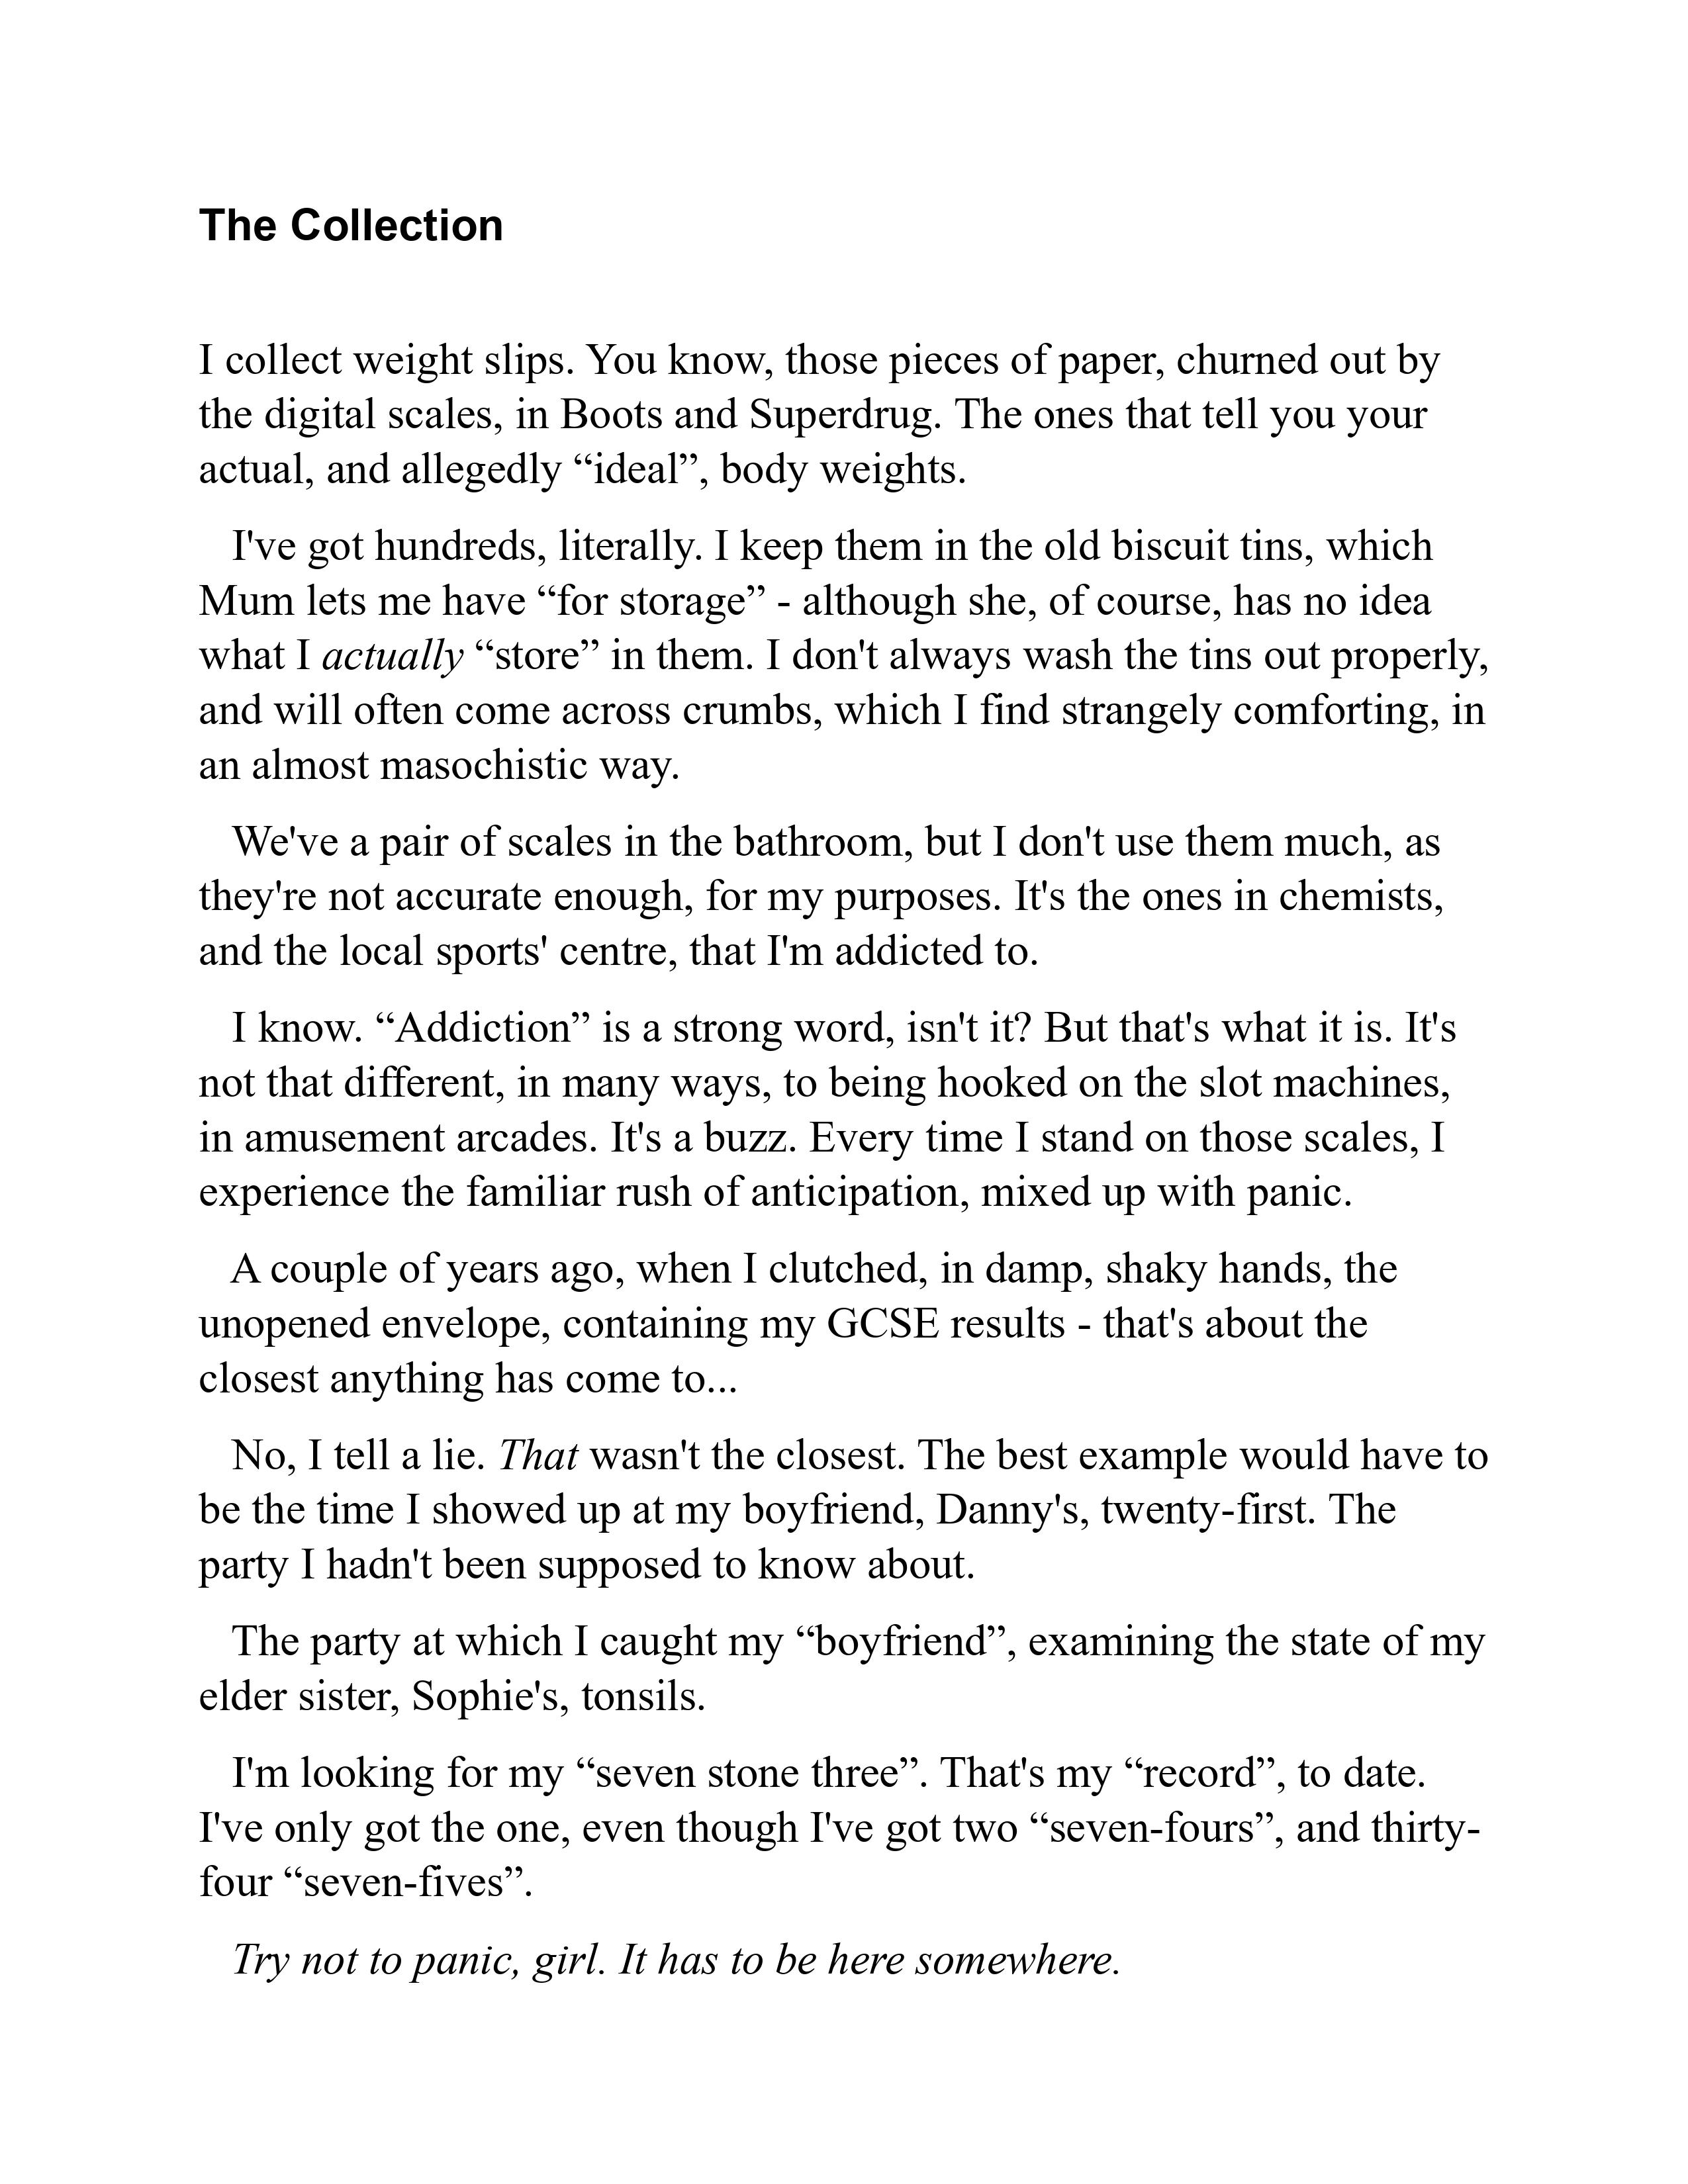 The Collection
I collect weight slips. You know, those pieces of paper, churned out by
the digital scales, in Boots and Superdrug. The ones that tell you your
actual, and allegedly “ideal”, body weights.
I've got hundreds, literally. I keep them in the old biscuit tins, which
Mum lets me have “for storage” - although she, of course, has no idea
what I actually “store” in them. I don't always wash the tins out properly,
and will often come across crumbs, which I find strangely comforting, in
an almost masochistic way.
We've a pair of scales in the bathroom, but I don't use them much, as
they're not accurate enough, for my purposes. It's the ones in chemists,
and the local sports' centre, that I'm addicted to.
I know. “Addiction” is a strong word, isn't it? But that's what it is. It's
not that different, in many ways, to being hooked on the slot machines,
in amusement arcades. It's a buzz. Every time I stand on those scales, I
experience the familiar rush of anticipation, mixed up with panic.
A couple of years ago, when I clutched, in damp, shaky hands, the
unopened envelope, containing my GCSE results - that's about the
closest anything has come to...
No, I tell a lie. That wasn't the closest. The best example would have to
be the time I showed up at my boyfriend, Danny's, twenty-first. The
party I hadn't been supposed to know about.
The party at which I caught my “boyfriend”, examining the state of my
elder sister, Sophie's, tonsils.
I'm looking for my “seven stone three”. That's my “record”, to date.
I've only got the one, even though I've got two “seven-fours”, and thirty-
four “seven-fives”.
Try not to panic, girl. It has to be here somewhere.